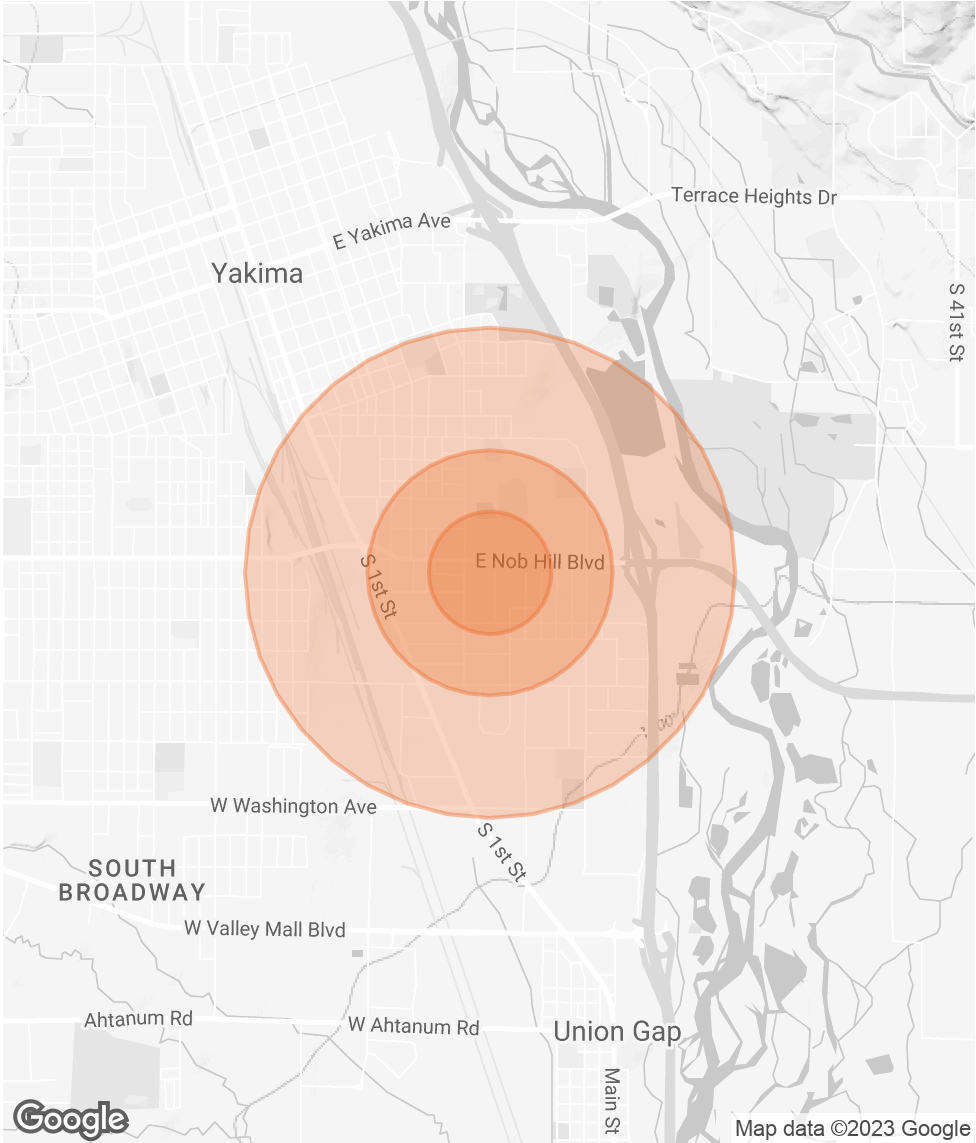 Terrace Heights Dr
E Yakima Ave
Yakima
S 41st St
E Nob Hill Blvd
S 1st St
W Washington Ave
S 1st St
SOUTH
BROADWAY
W Valley Mall Blvd
Ahtanum Rd
W Ahtanum Rd
Union Gap
Main St
Google
Map data ©2023 Google